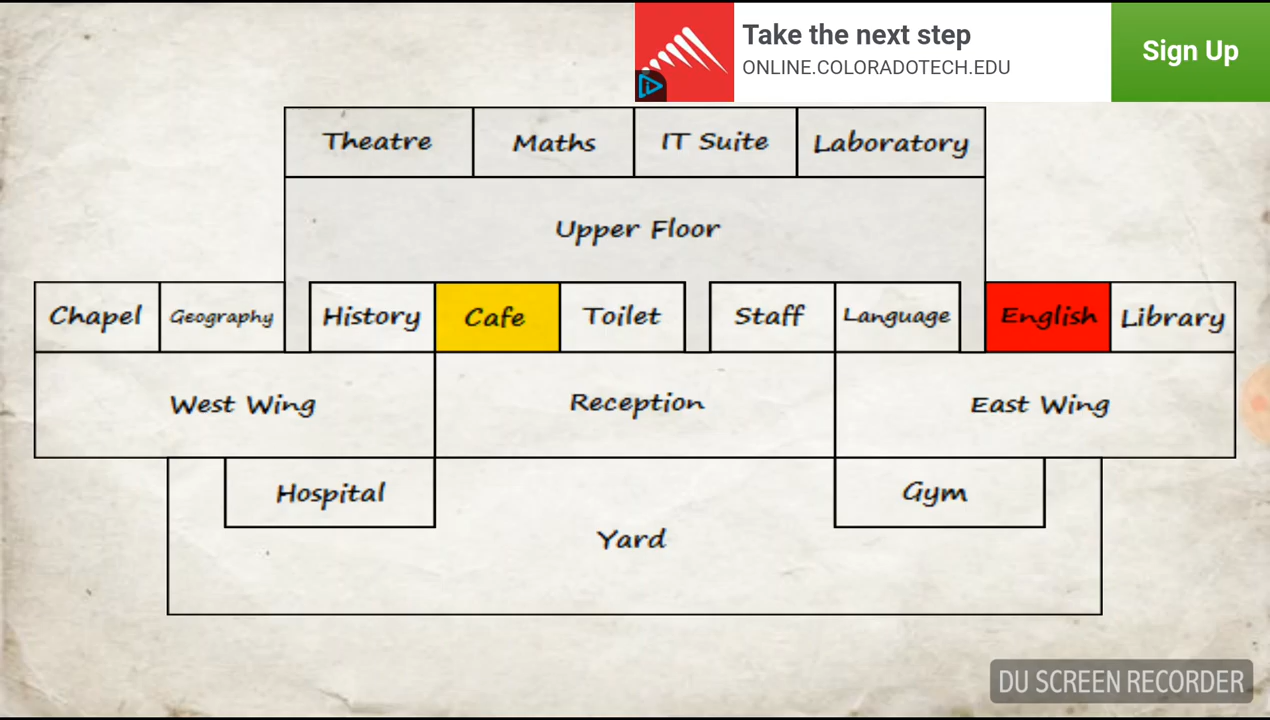 Take the next step
ONLINE.COLORADOTECH.EDU
Sign Up
Theatre
Maths
IT Suite
Laboratory
Upper Floor
Chapel
Geography
History
Cafe
Toilet
Staff
Language
English
Library
West Wing
Reception
East Wing
Hospital
Gym
Yard
DU SCREEN RECORDER